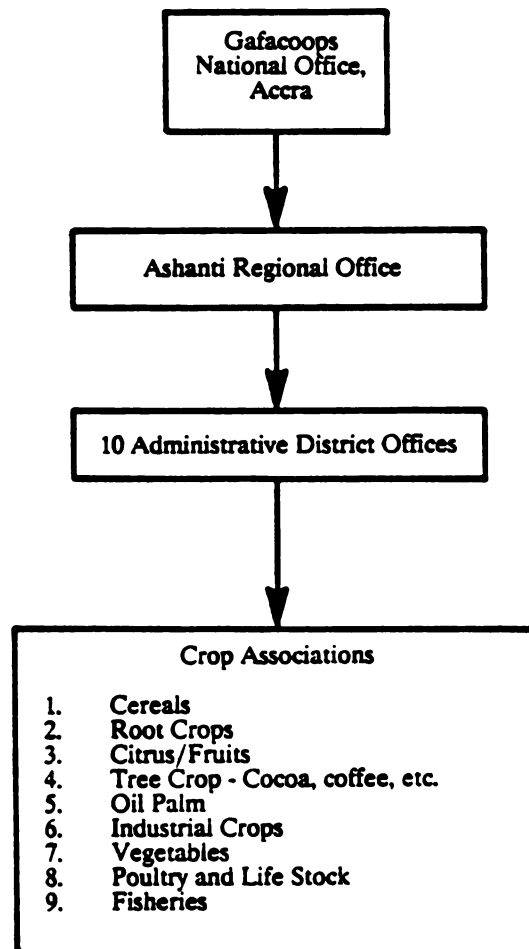 Gafacoops
National Office,
Accra
Ashanti Regional Office
10 Administrative District Offices
Crop Associations
1. Cereals
2. Root Crops
3. Citrus/Fruits
4. Tree Crop - Cocoa, coffee, etc.
5. Oil Palm
6. Industrial Crops
7. Vegetables
8. Poultry and Life Stock
9. Fisheries